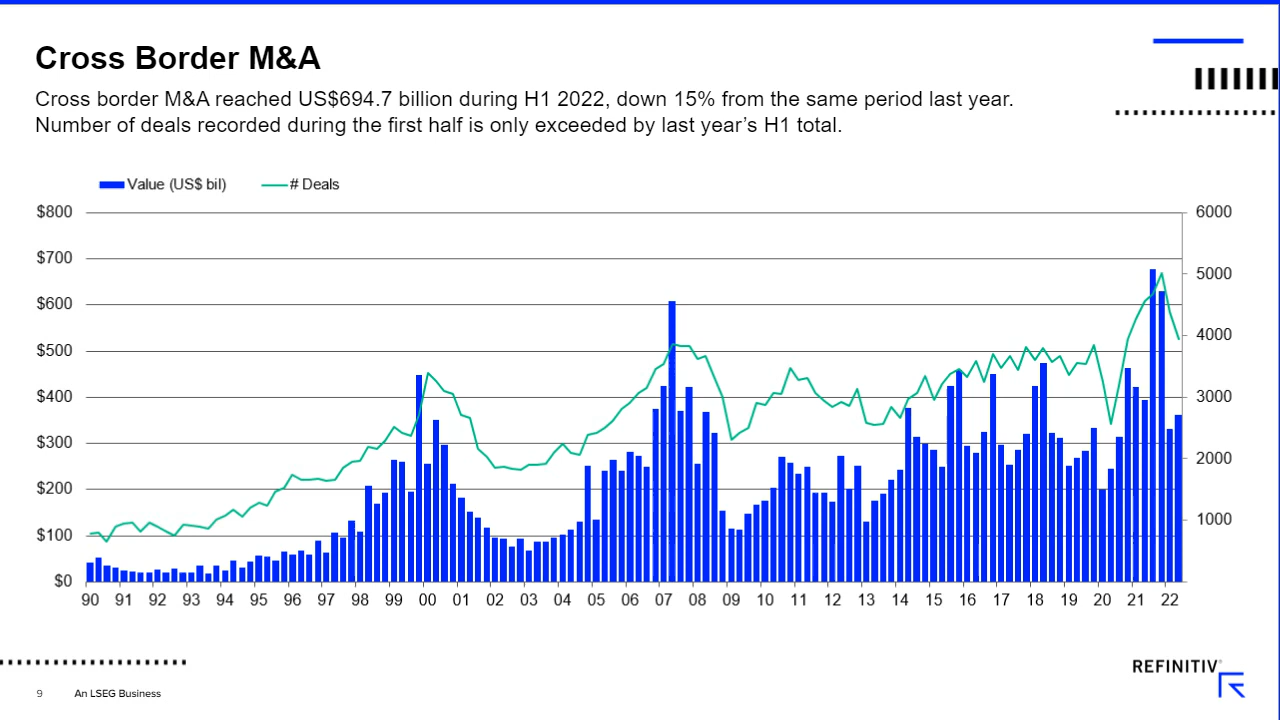 Cross Border M&A
Cross border M&A reached US$694.7 billion during H1 2022, down 15% from the same period last year.
Number of deals recorded during the first half is only exceeded by last year’s H1 total.
Value (US$ bil) # Deals
$800 6000
$700
5000
$600
4000
$500
$400 3000
$300
2000
$200
1000
$100
$0
90 91 92 93 94 95 96 97 98 99 00 01 02 03 04 05 06 07 08 09 10 11 12 13 14 15 16 17 18 19 20 21 22
REFINITIV®
9 An LSEG Business